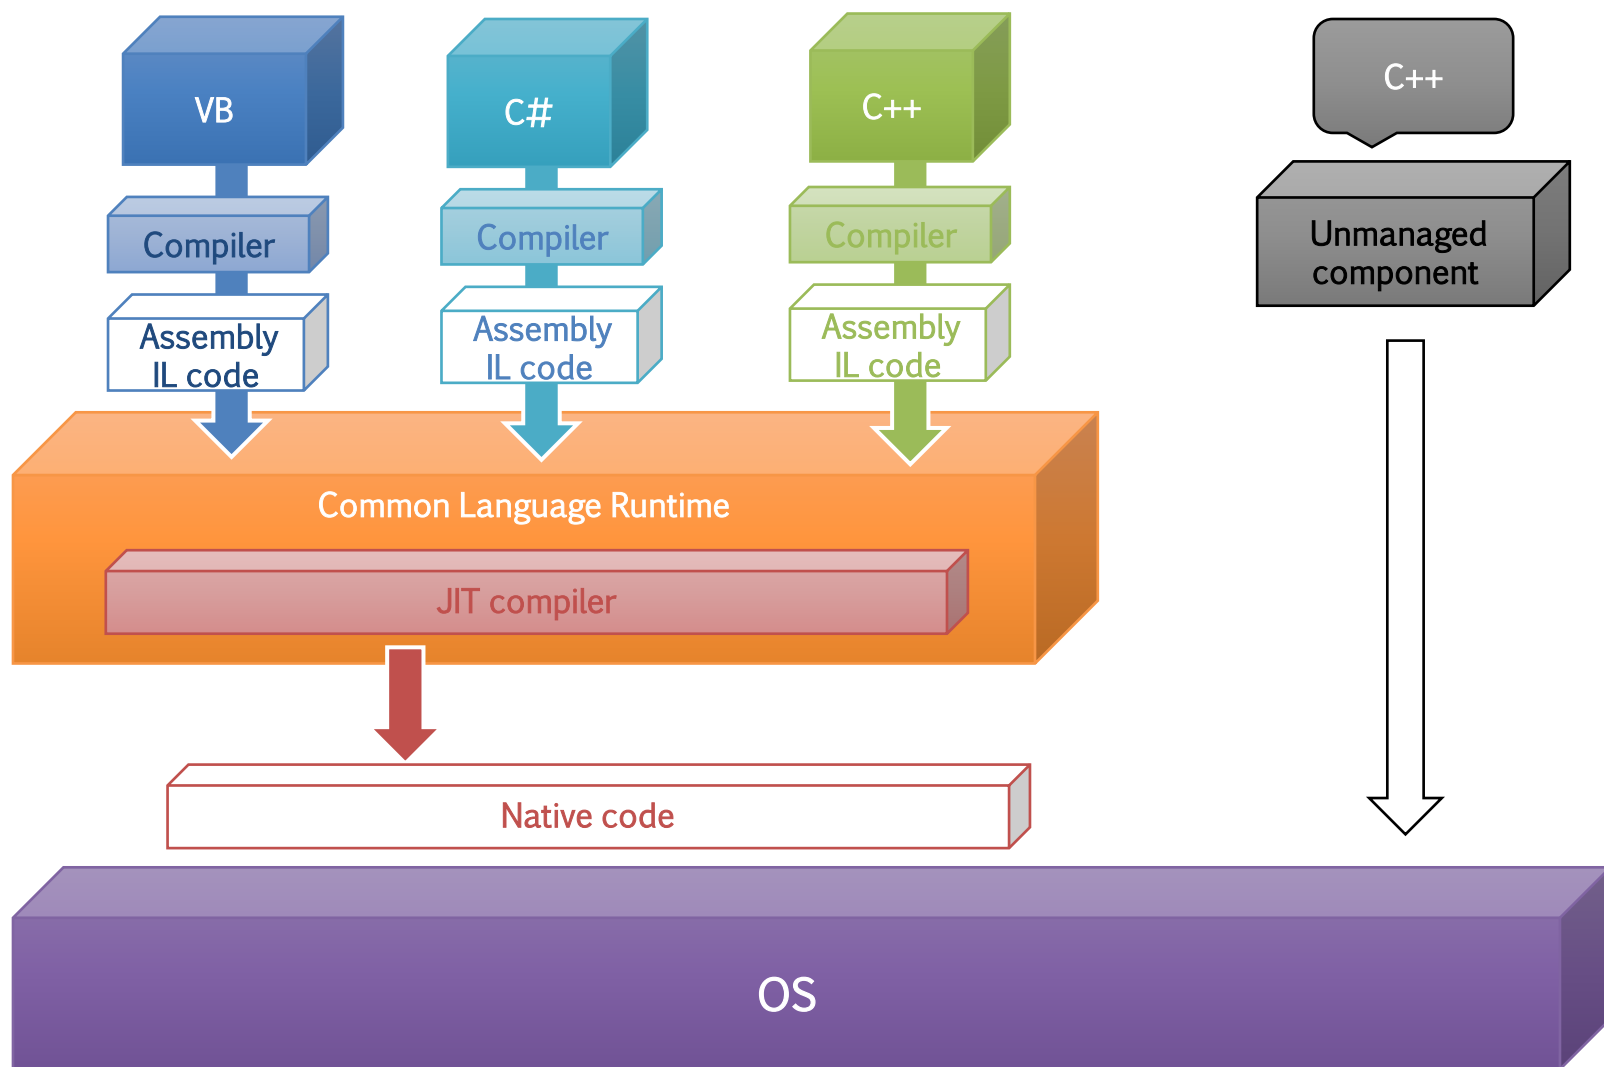 VB
C#
C++
C++
Compiler
Compiler
Compiler
Unmanaged
component
Assembly
IL code
Assembly
IL code
Assembly
IL code
Common Language Runtime
JIT compiler
Native code
OS